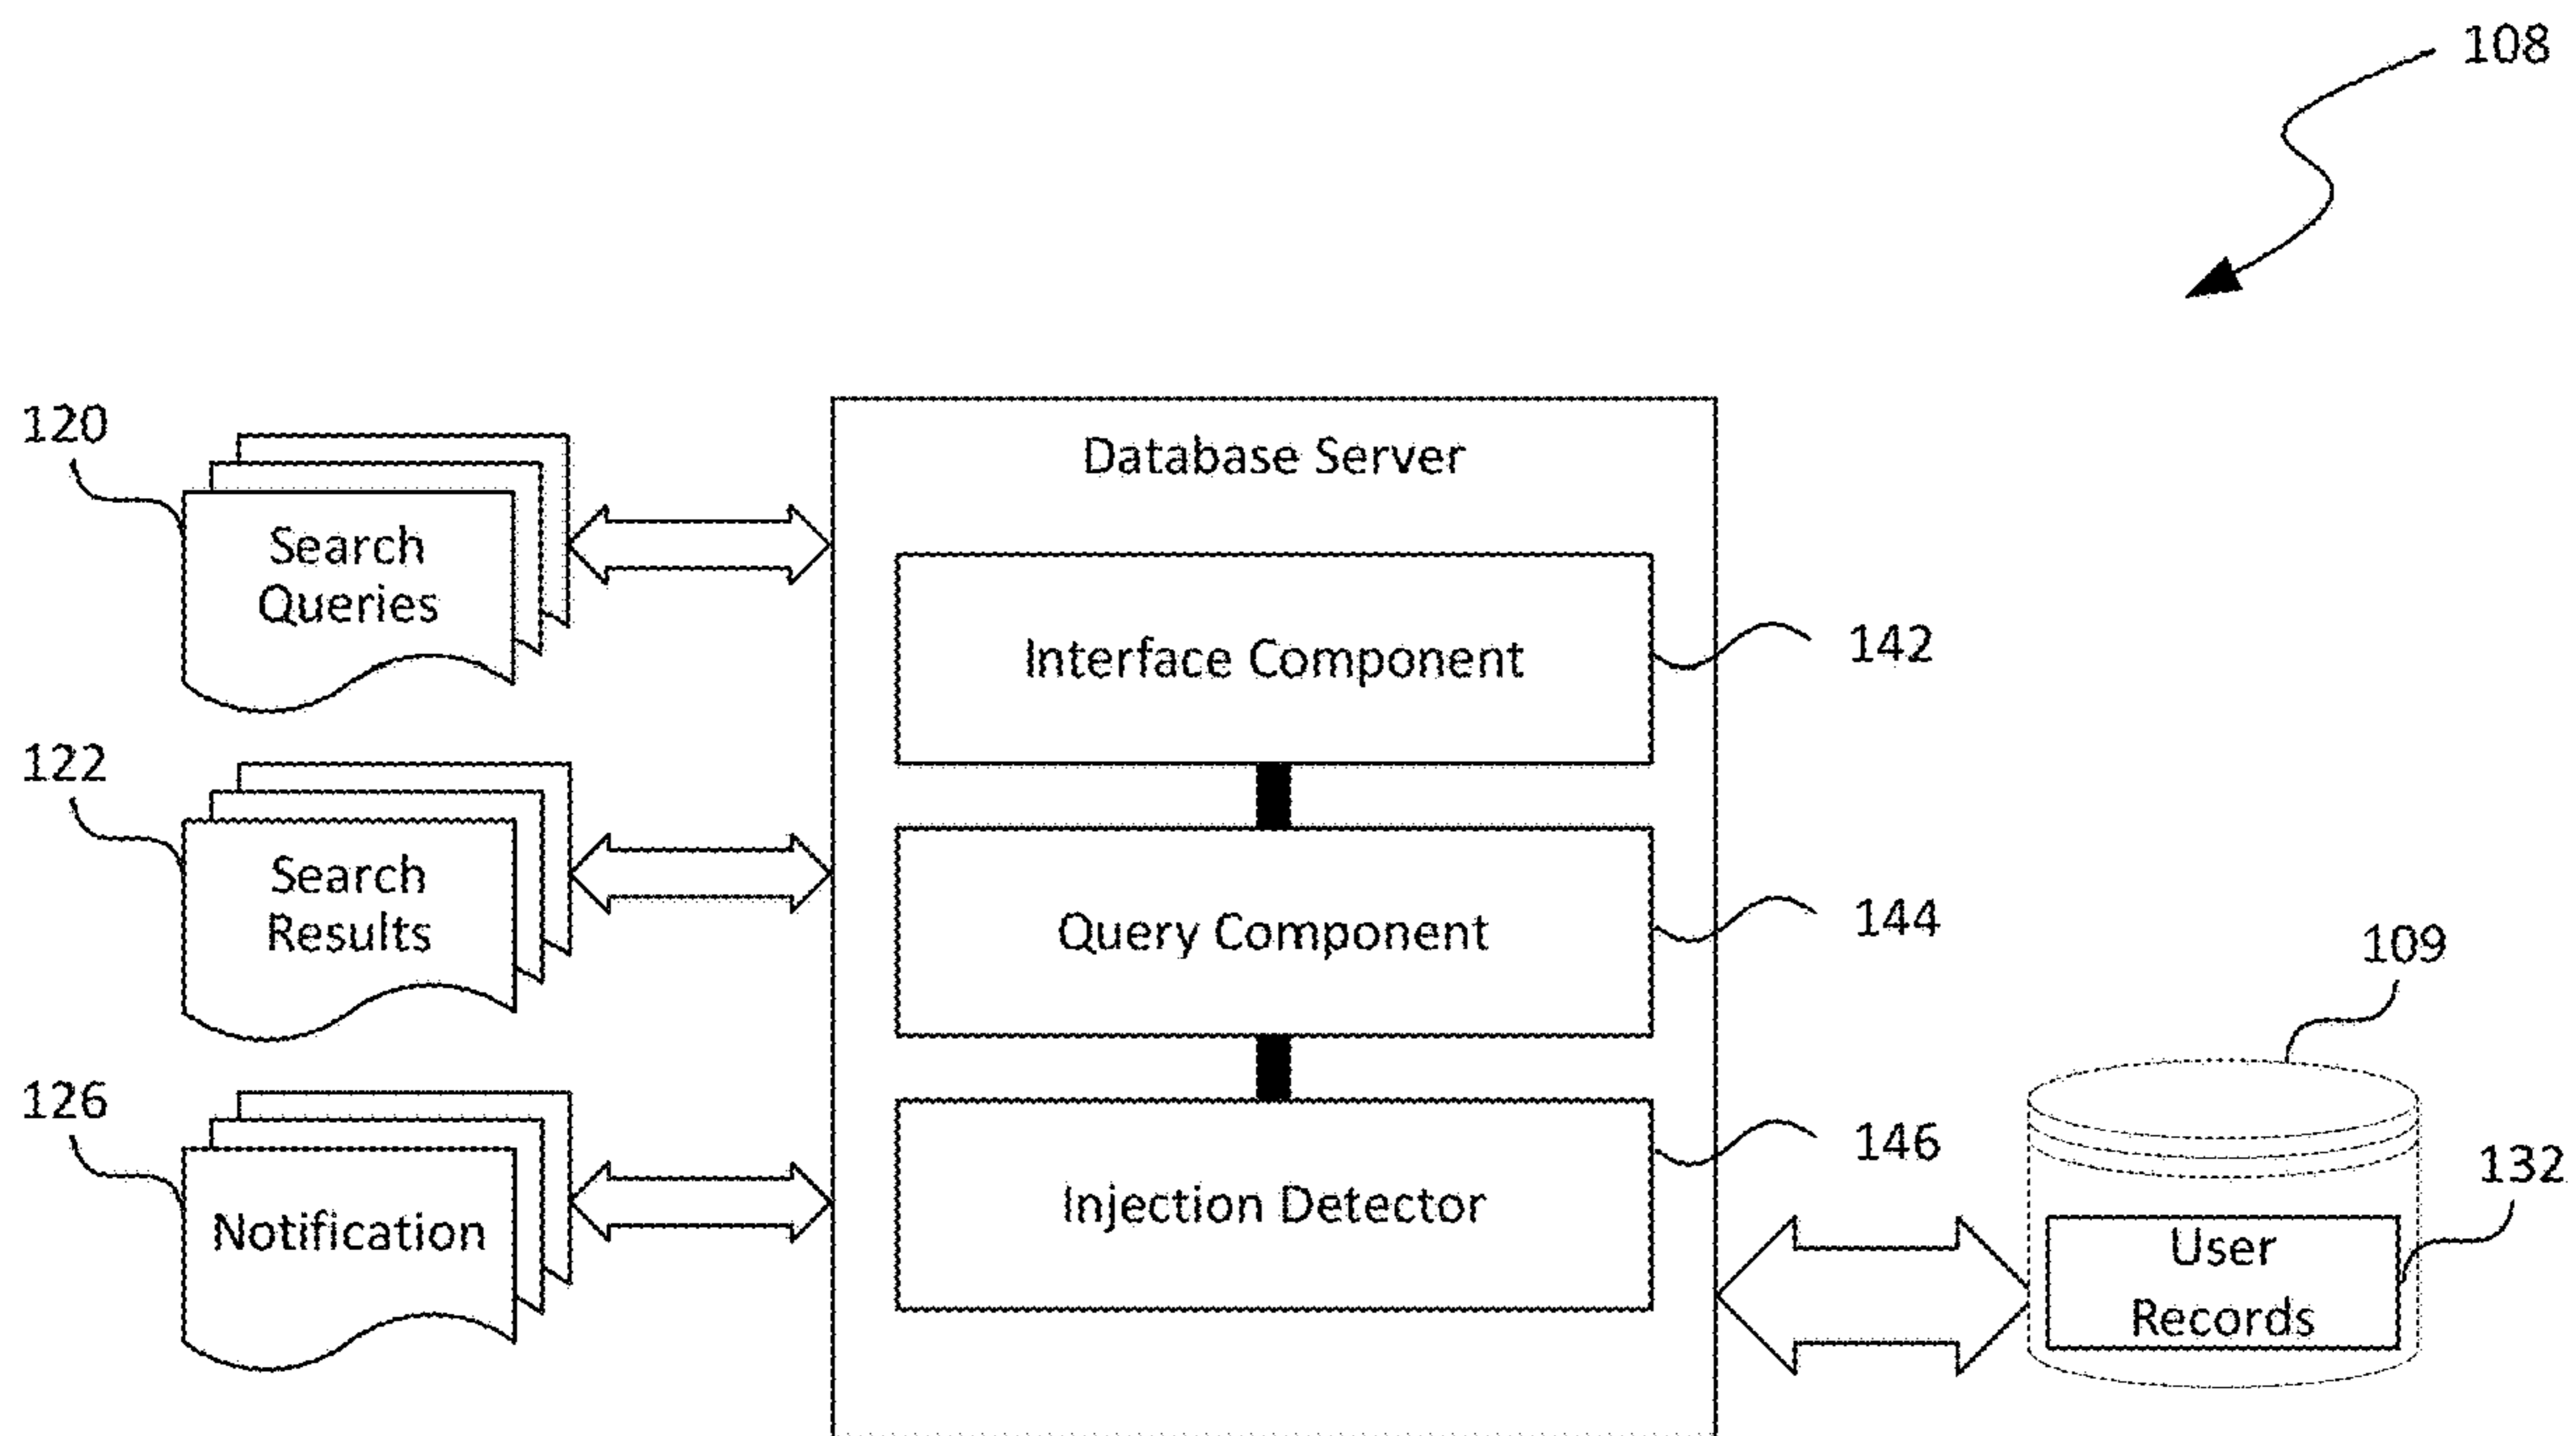 108
120
Search
Queries
Database Server
Interface Component
142
122
Search
Results
Query Component
144
109
126
Notification
Injection Detector
146
132
User
Records